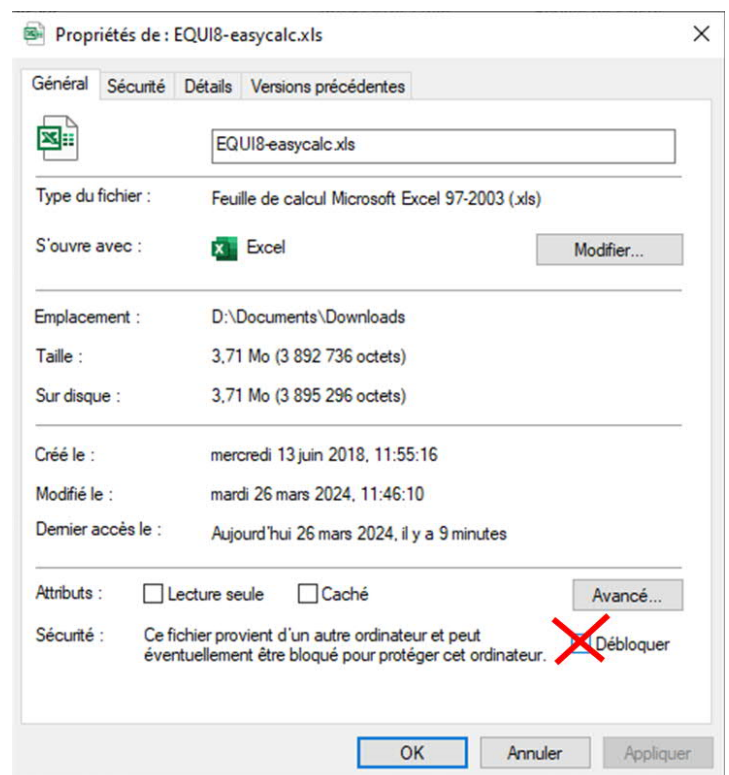 Propriétés de : EQUI8-easycalc.xls
Général Sécurité Détails Versions précédentes
EQUI8-easycalc.xls
Type du fichier : Feuille de calcul Microsoft Excel 97-2003 (.xls)
S'ouvre avec : Excel Modifier...
Emplacement : D:\Documents\Downloads
Taille : 3,71 Mo (3 892 736 octets)
Sur disque : 3,71 Mo (3 895 296 octets)
Créé le : mercredi 13 juin 2018, 11:55:16
Modifié le : mardi 26 mars 2024, 11:46:10
Dernier accès le : Aujourd'hui 26 mars 2024, il y a 9 minutes
Attributs : Lecture seule Caché Avancé...
Sécurité : Ce fichier provient d'un autre ordinateur et peut
éventuellement être bloqué pour protéger cet ordinateur. Débloquer
OK Annuler Appliquer